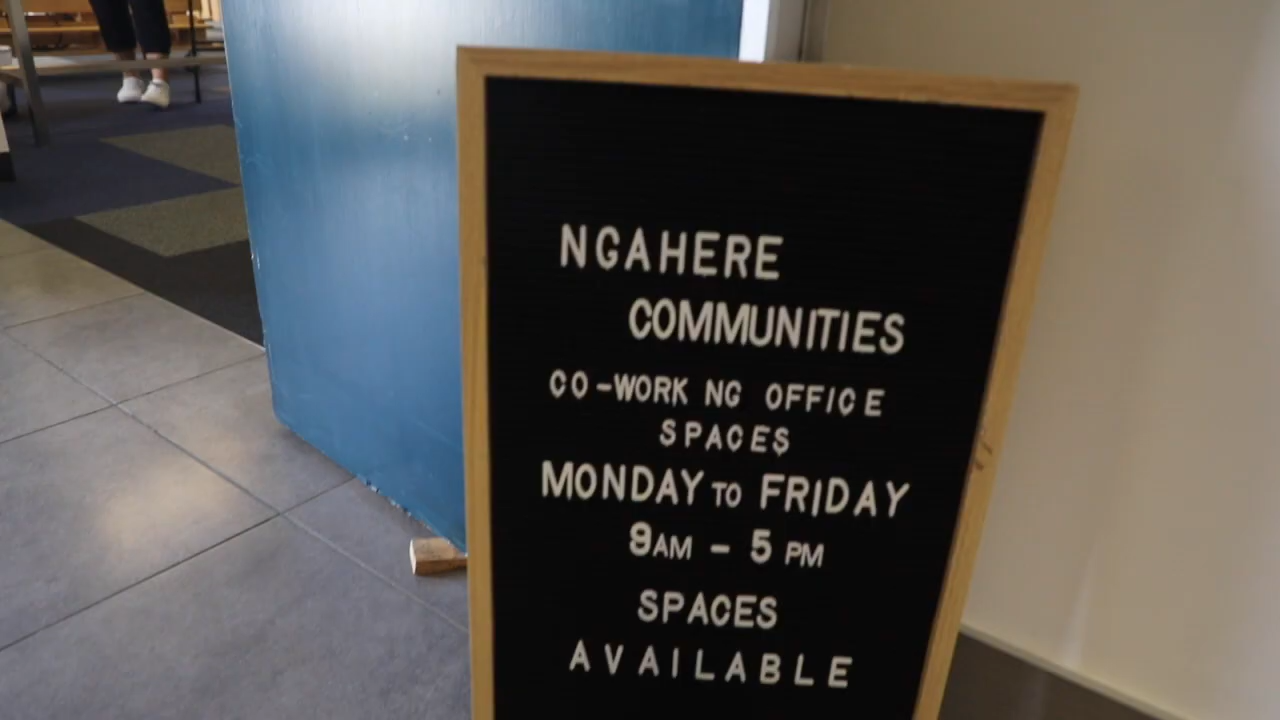 NGAHERE
COMMUNITIES
CO-WORK NG OFFICE
SPACES
MONDAY TO FRIDAY
9AM - 5 PM
SPACES
AVAILABLE